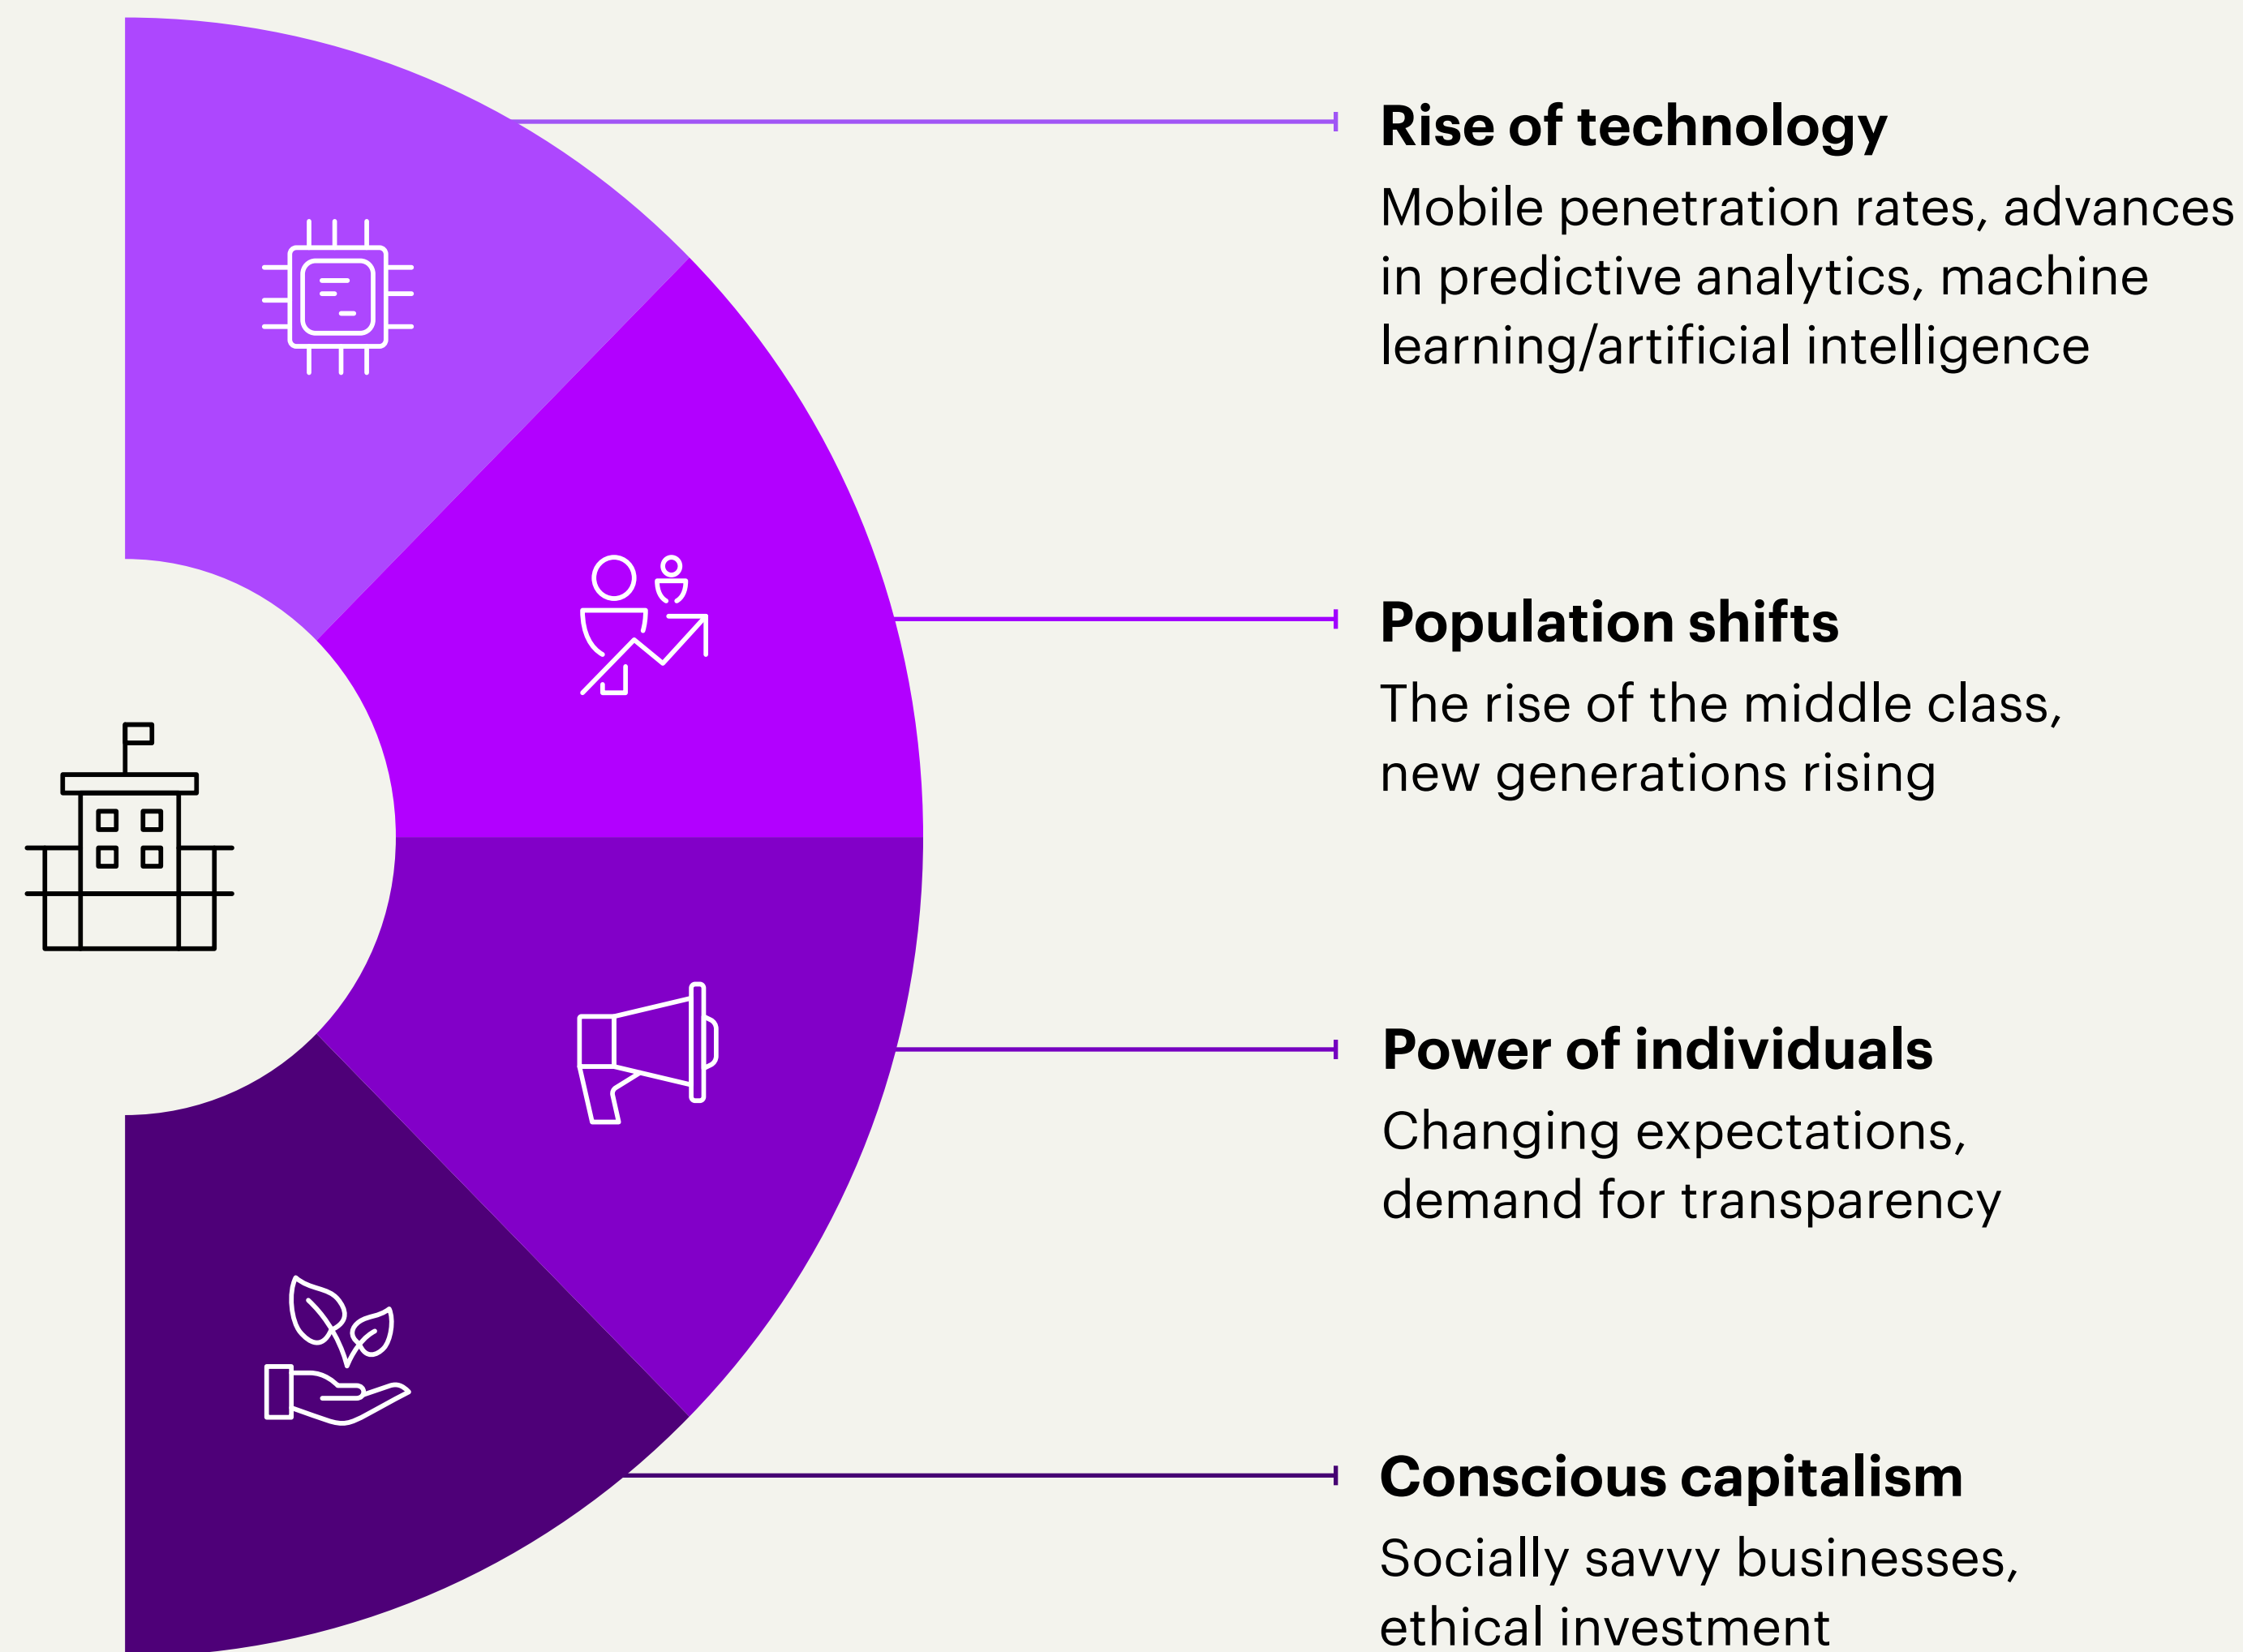 Rise of technology
Mobile penetration rates, advances
in predictive analytics, machine
learning/artificial intelligence
Population shifts
The rise of the middle class,
new generations rising
Power of individuals
Changing expectations,
demand for transparency
Conscious capitalism
Socially savvy businesses,
ethical investment